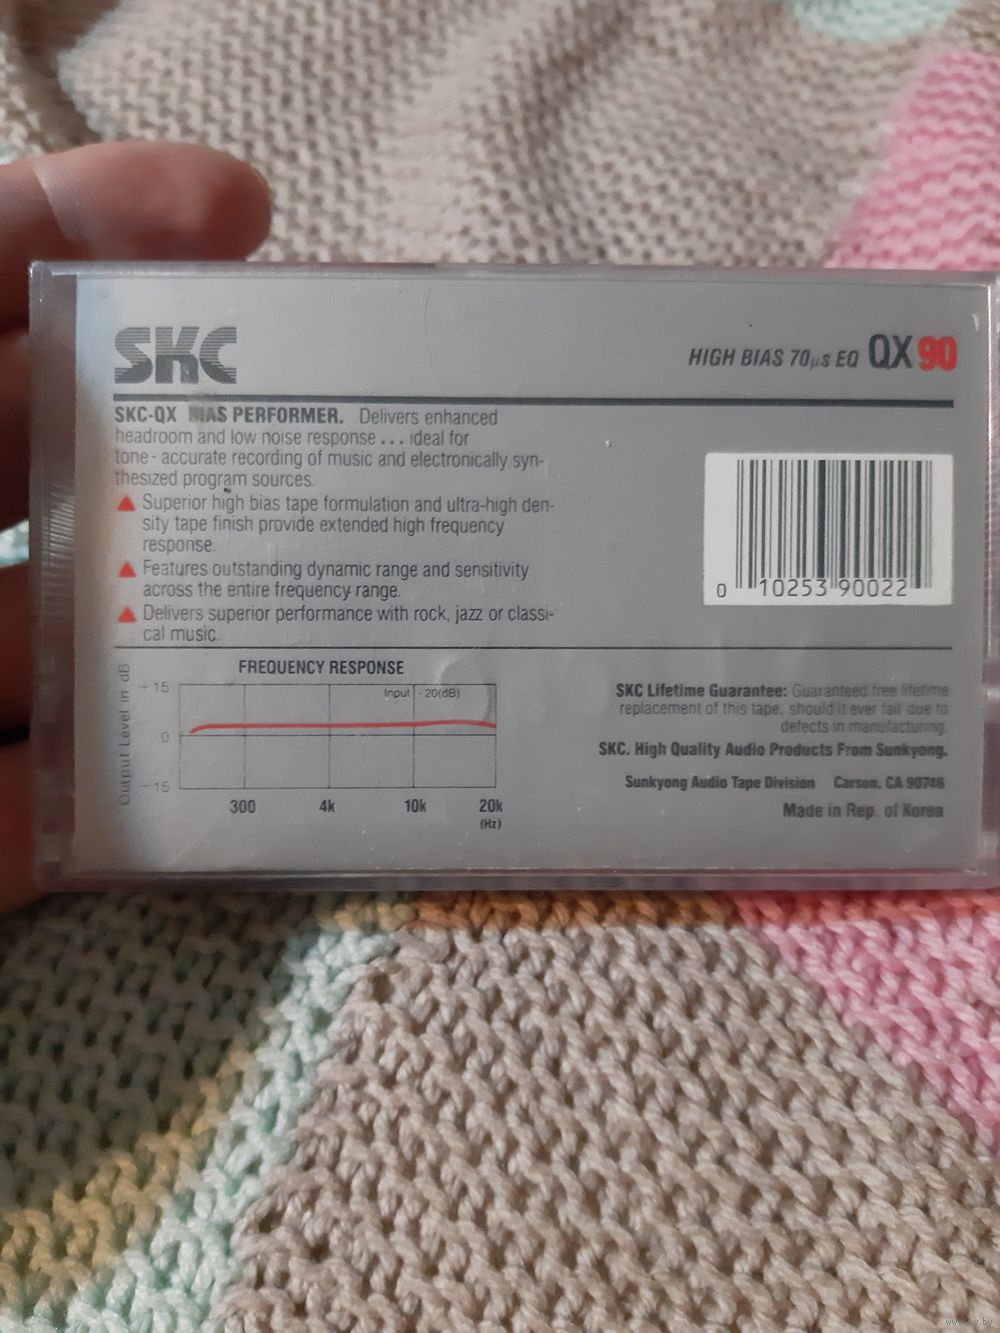 SKC
HIGH BIAS 70µs EQ QX 90
SKC-QX BIAS PERFORMER. Delivers enhanced
headroom and low noise response . . . ideal for
tone - accurate recording of music and electronically syn-
thesized program sources.
Superior high bias tape formulation and ultra-high den-
sity tape finish provide extended high frequency
response.
Features outstanding dynamic range and sensitivity
across the entire frequency range.
Delivers superior performance with rock, jazz or classi-
cal music.
0 10253 90022
FREQUENCY RESPONSE
Output Level in dB
+15
0
-15
Input -20(dB)
300 4k 10k 20k
(Hz)
SKC Lifetime Guarantee: Guaranteed free lifetime
replacement of this tape, should it ever fail due to
defects in manufacturing.
SKC. High Quality Audio Products From Sunkyong.
Sunkyong Audio Tape Division Carson, CA 90746
Made in Rep. of Korea